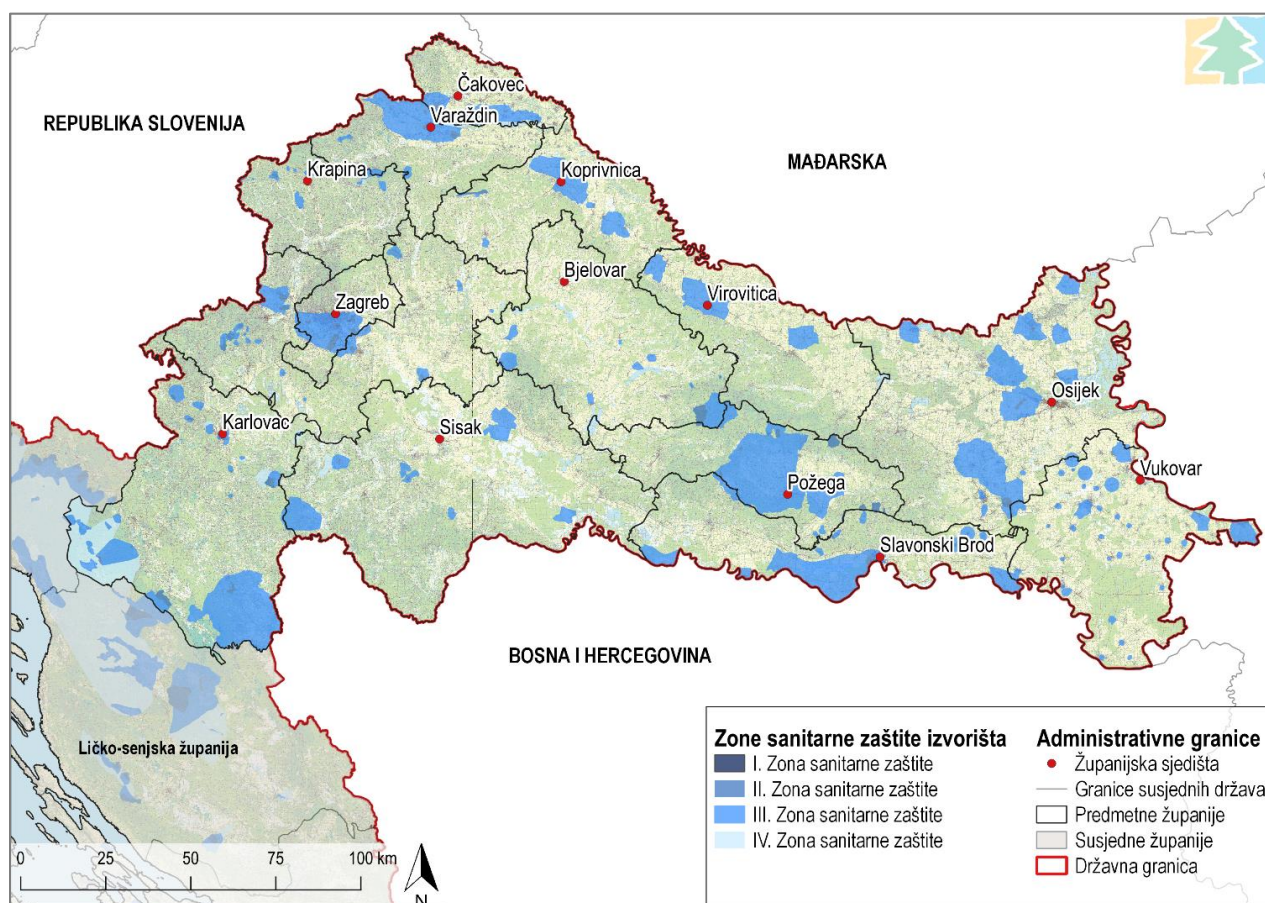 Čakovec
Varaždin
REPUBLIKA SLOVENIJA
MAĐARSKA
Krapina
Koprivnica
Bjelovar
Zagreb
Virovitica
Osijek
Karlovac
Sisak
Vukovar
Požega
Slavonski Brod
BOSNA I HERCEGOVINA
Ličko-senjska županija
Zone sanitarne zaštite izvorišta
I. Zona sanitarne zaštite
II. Zona sanitarne zaštite
III. Zona sanitarne zaštite
IV. Zona sanitarne zaštite
Administrativne granice
Županijska sjedišta
Granice susjednih država
Predmetne županije
Susjedne županije
Državna granica
0 25 50 75 100 km
N